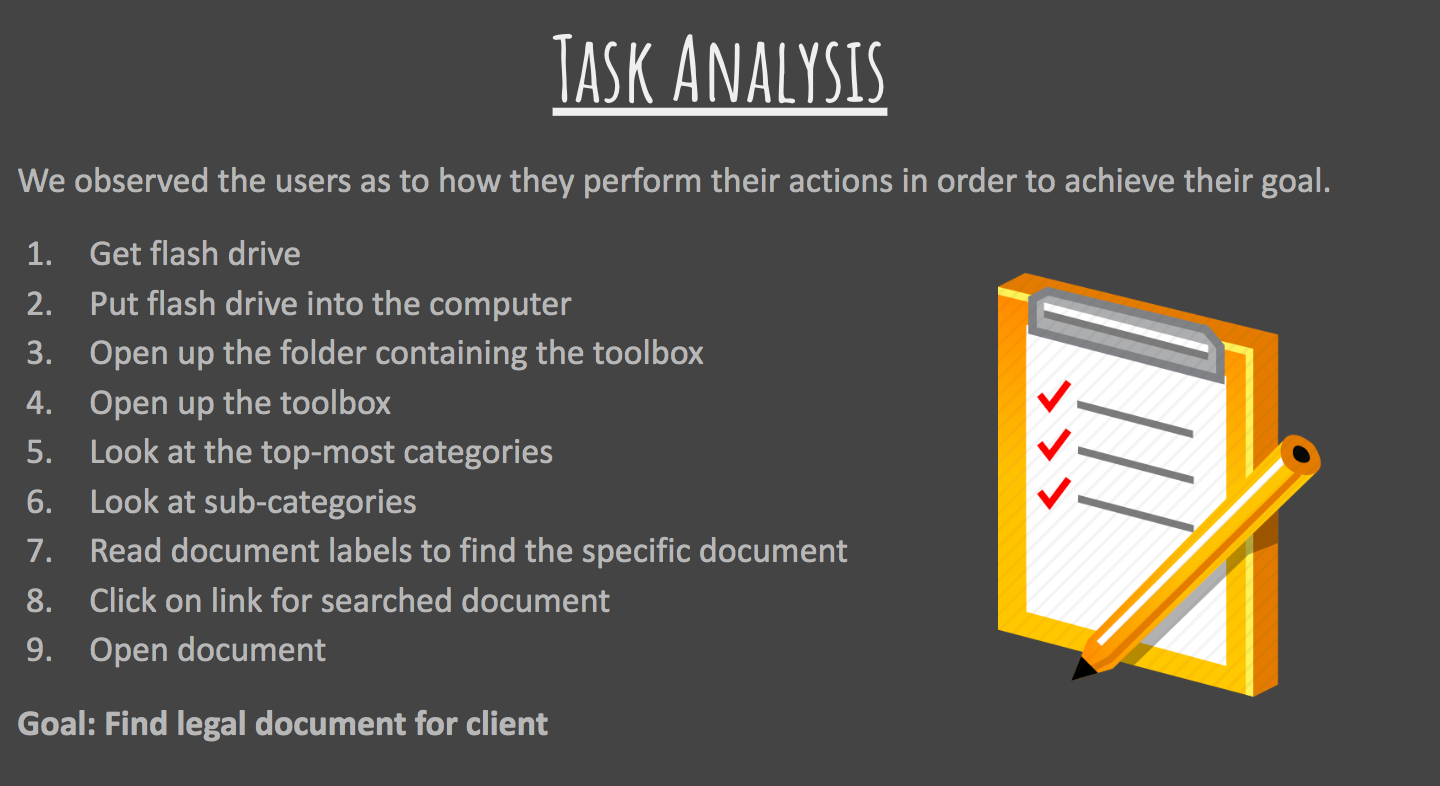 Task Analysis
We observed the users as to how they perform their actions in order to achieve their goal.
1. Get flash drive
2. Put flash drive into the computer
3. Open up the folder containing the toolbox
4. Open up the toolbox
5. Look at the top-most categories
6. Look at sub-categories
7. Read document labels to find the specific document
8. Click on link for searched document
9. Open document
Goal: Find legal document for client